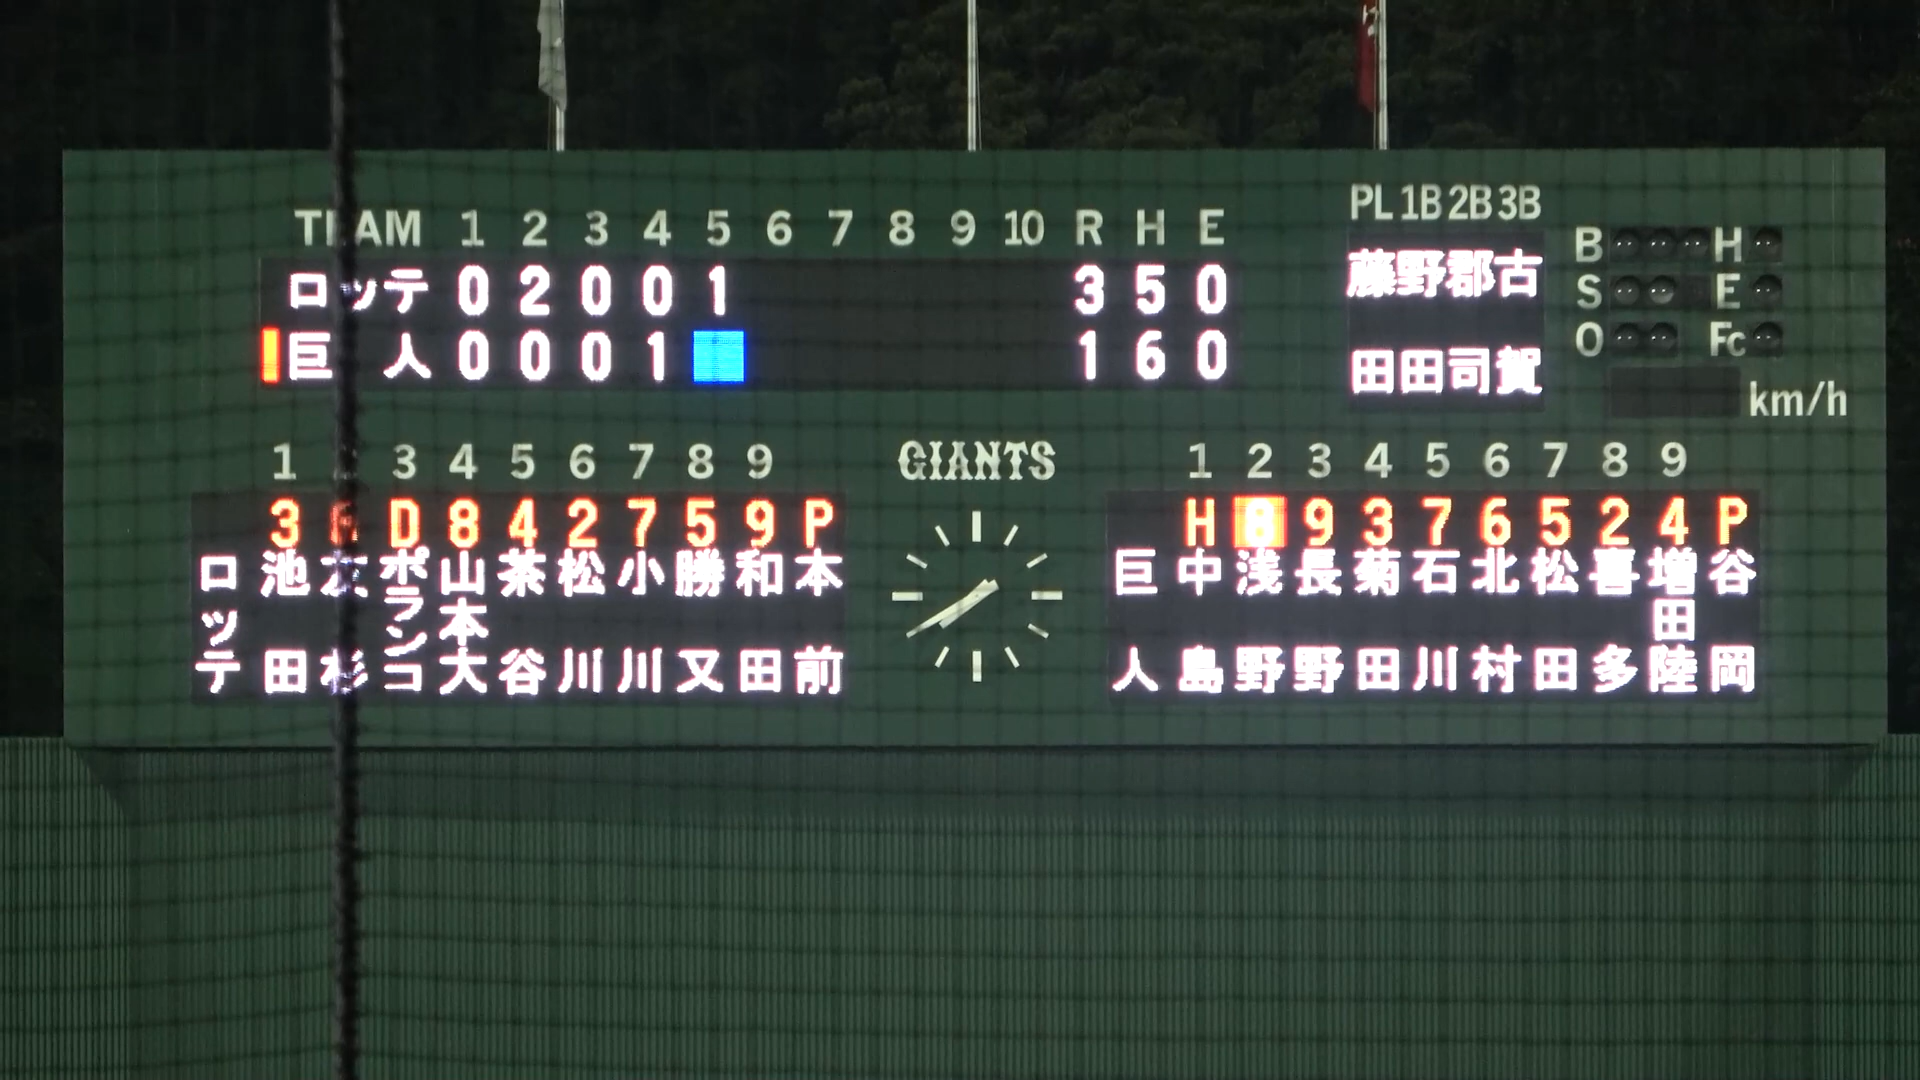 TEAM 1 2 3 4 5 6 7 8 9 10 R H E
ロッテ 0 2 0 0 1 3 5 0
巨人 0 0 0 1 1 6 0
PL 1B 2B 3B
藤田 野田 郡司 古賀
B H
S E
O Fc
km/h
GIANTS
1 3 4 5 6 7 8 9
3 D 8 4 2 7 5 9 P
ロッテ 池田 友杉 ポランコ 山本大 茶谷 松川 小川 勝又 和田 本前
1 2 3 4 5 6 7 8 9
H 8 9 3 7 6 5 2 4 P
巨人 中島 浅野 長野 菊田 石川 北村 松田 喜多 増田陸 谷岡